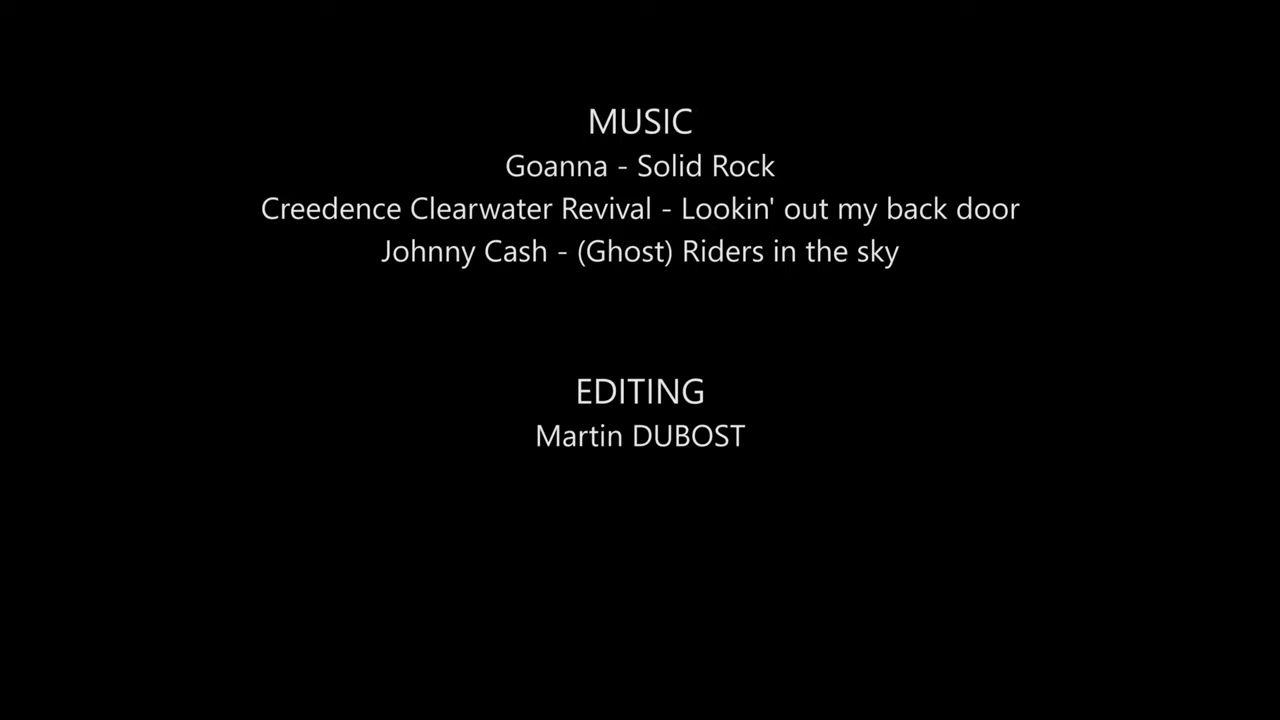 MUSIC
Goanna - Solid Rock
Creedence Clearwater Revival - Lookin' out my back door
Johnny Cash - (Ghost) Riders in the sky
EDITING
Martin DUBOST